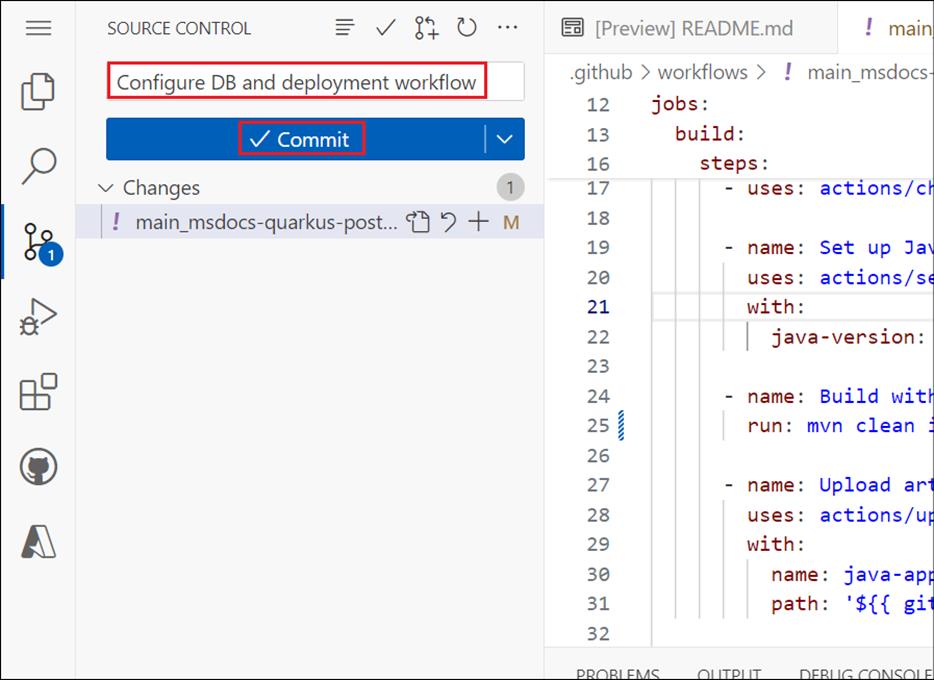 SOURCE CONTROL
Configure DB and deployment workflow
Commit
Changes
1
! main_msdocs-quarkus-post... M
1
[Preview] README.md
! main_
.github > workflows > ! main_msdocs-
12 jobs:
13 build:
16 steps:
17 - uses: actions/ch
18
19 - name: Set up Jav
20 uses: actions/se
21 with:
22 java-version:
23
24 - name: Build with
25 run: mvn clean i
26
27 - name: Upload art
28 uses: actions/up
29 with:
30 name: java-app
31 path: '${{ git
32
PROBLEMS OUTPUT DEBUG CONSOLE